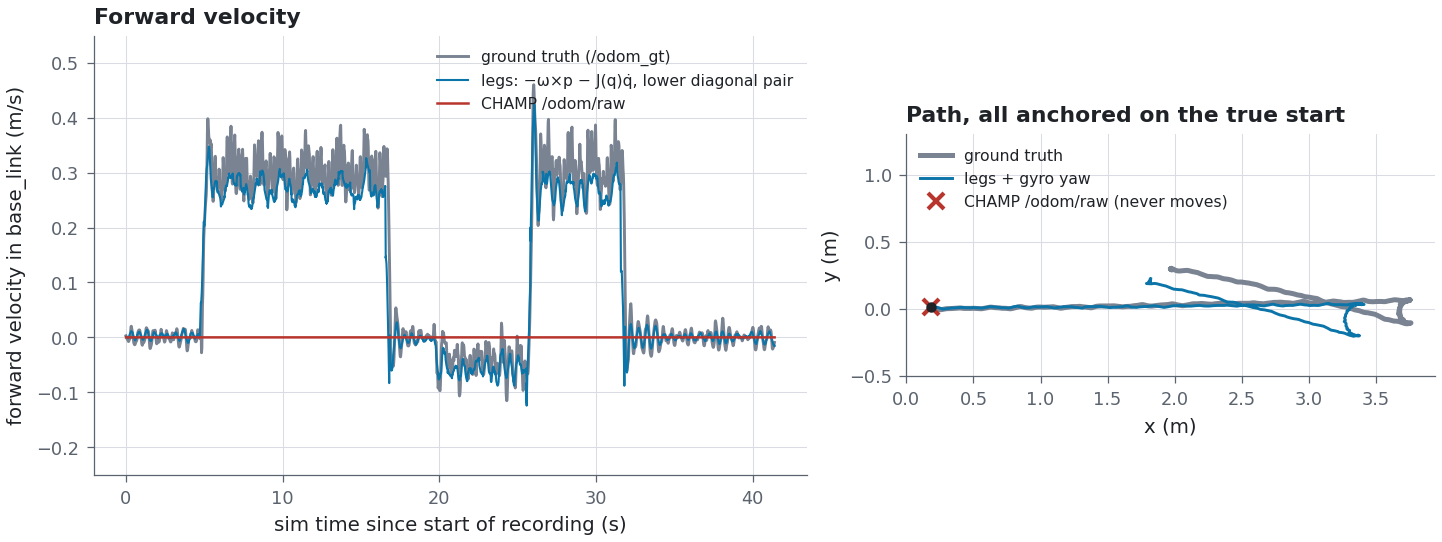 Forward velocity
ground truth (/odom_gt)
legs: −ω×p − J(q)q̇, lower diagonal pair
CHAMP /odom/raw
forward velocity in base_link (m/s)
0.5
0.4
0.3
0.2
0.1
0.0
−0.1
−0.2
0
10
20
30
40
sim time since start of recording (s)
Path, all anchored on the true start
ground truth
legs + gyro yaw
CHAMP /odom/raw (never moves)
y (m)
1.0
0.5
0.0
−0.5
0.0
0.5
1.0
1.5
2.0
2.5
3.0
3.5
x (m)